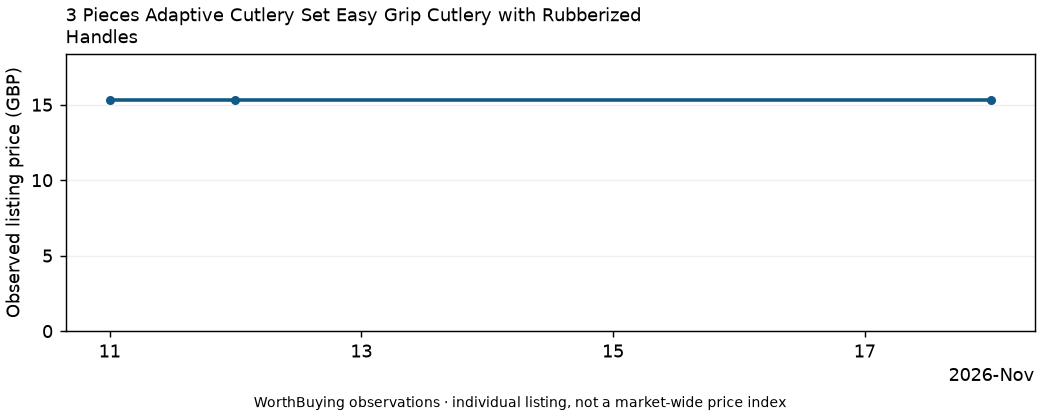 3 Pieces Adaptive Cutlery Set Easy Grip Cutlery with Rubberized
Handles
Observed listing price (GBP)
15
10
5
0
11
13
15
17
2026-Nov
WorthBuying observations · individual listing, not a market-wide price index